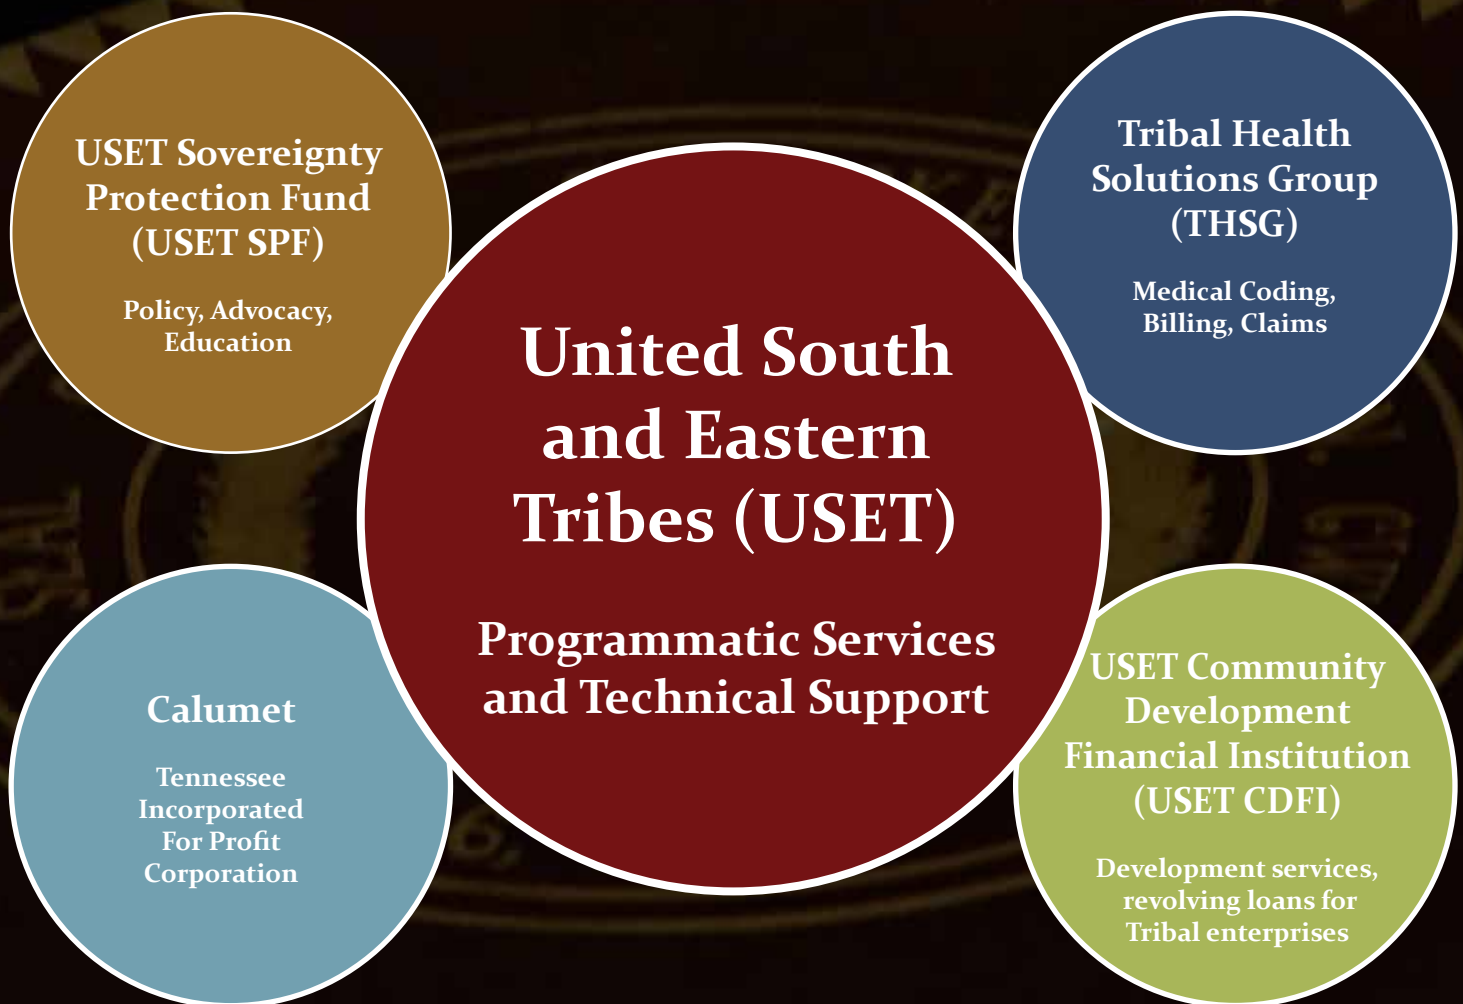 USET Sovereignty
Protection Fund
(USET SPF)
Policy, Advocacy,
Education
Tribal Health
Solutions Group
(THSG)
Medical Coding,
Billing, Claims
United South
and Eastern
Tribes (USET)
Programmatic Services
and Technical Support
Calumet
Tennessee
Incorporated
For Profit
Corporation
USET Community
Development
Financial Institution
(USET CDFI)
Development services,
revolving loans for
Tribal enterprises